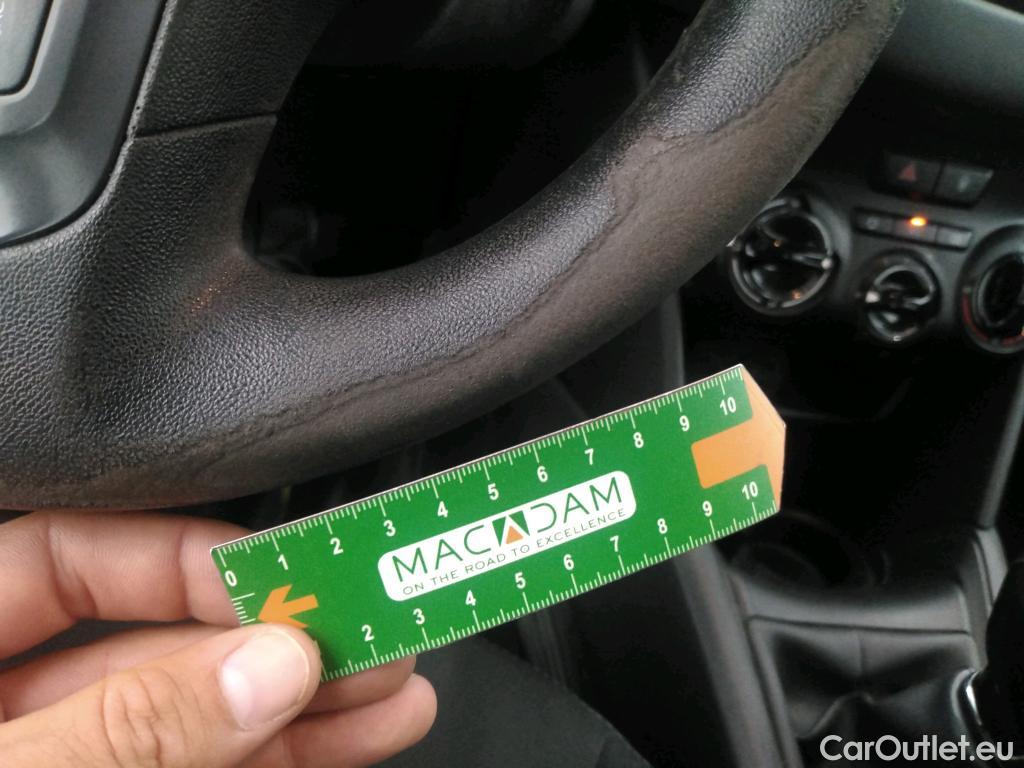 0 1 2 3 4 5 6 7 8 9 10
MACADAM
ON THE ROAD TO EXCELLENCE
2 3 4 5 6 7 8 9 10
CarOutlet.eu